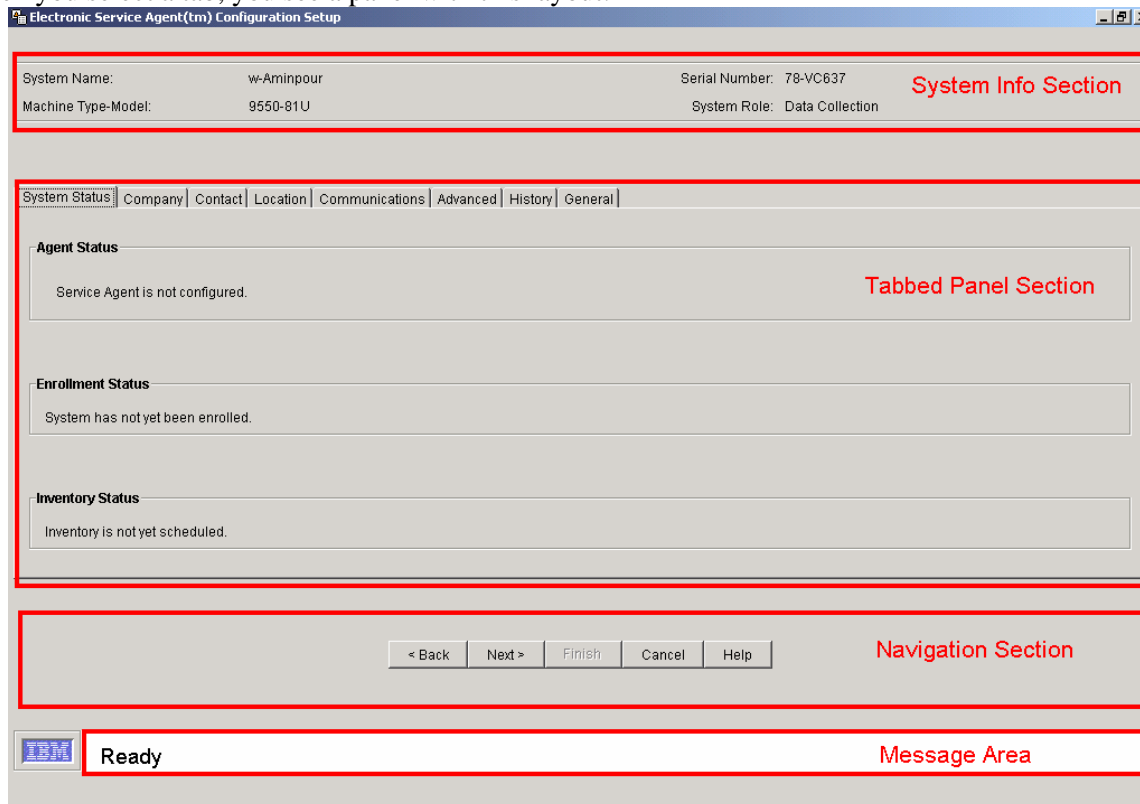 Electronic Service Agent(tm) Configuration Setup
System Name: w-Aminpour Serial Number: 78-VC637
System Info Section
Machine Type-Model: 9550-81U System Role: Data Collection
System Status Company Contact Location Communications Advanced History General
Agent Status
Service Agent is not configured.
Tabbed Panel Section
Enrollment Status
System has not yet been enrolled.
Inventory Status
Inventory is not yet scheduled.
< Back Next > Finish Cancel Help
Navigation Section
IBM
Ready
Message Area